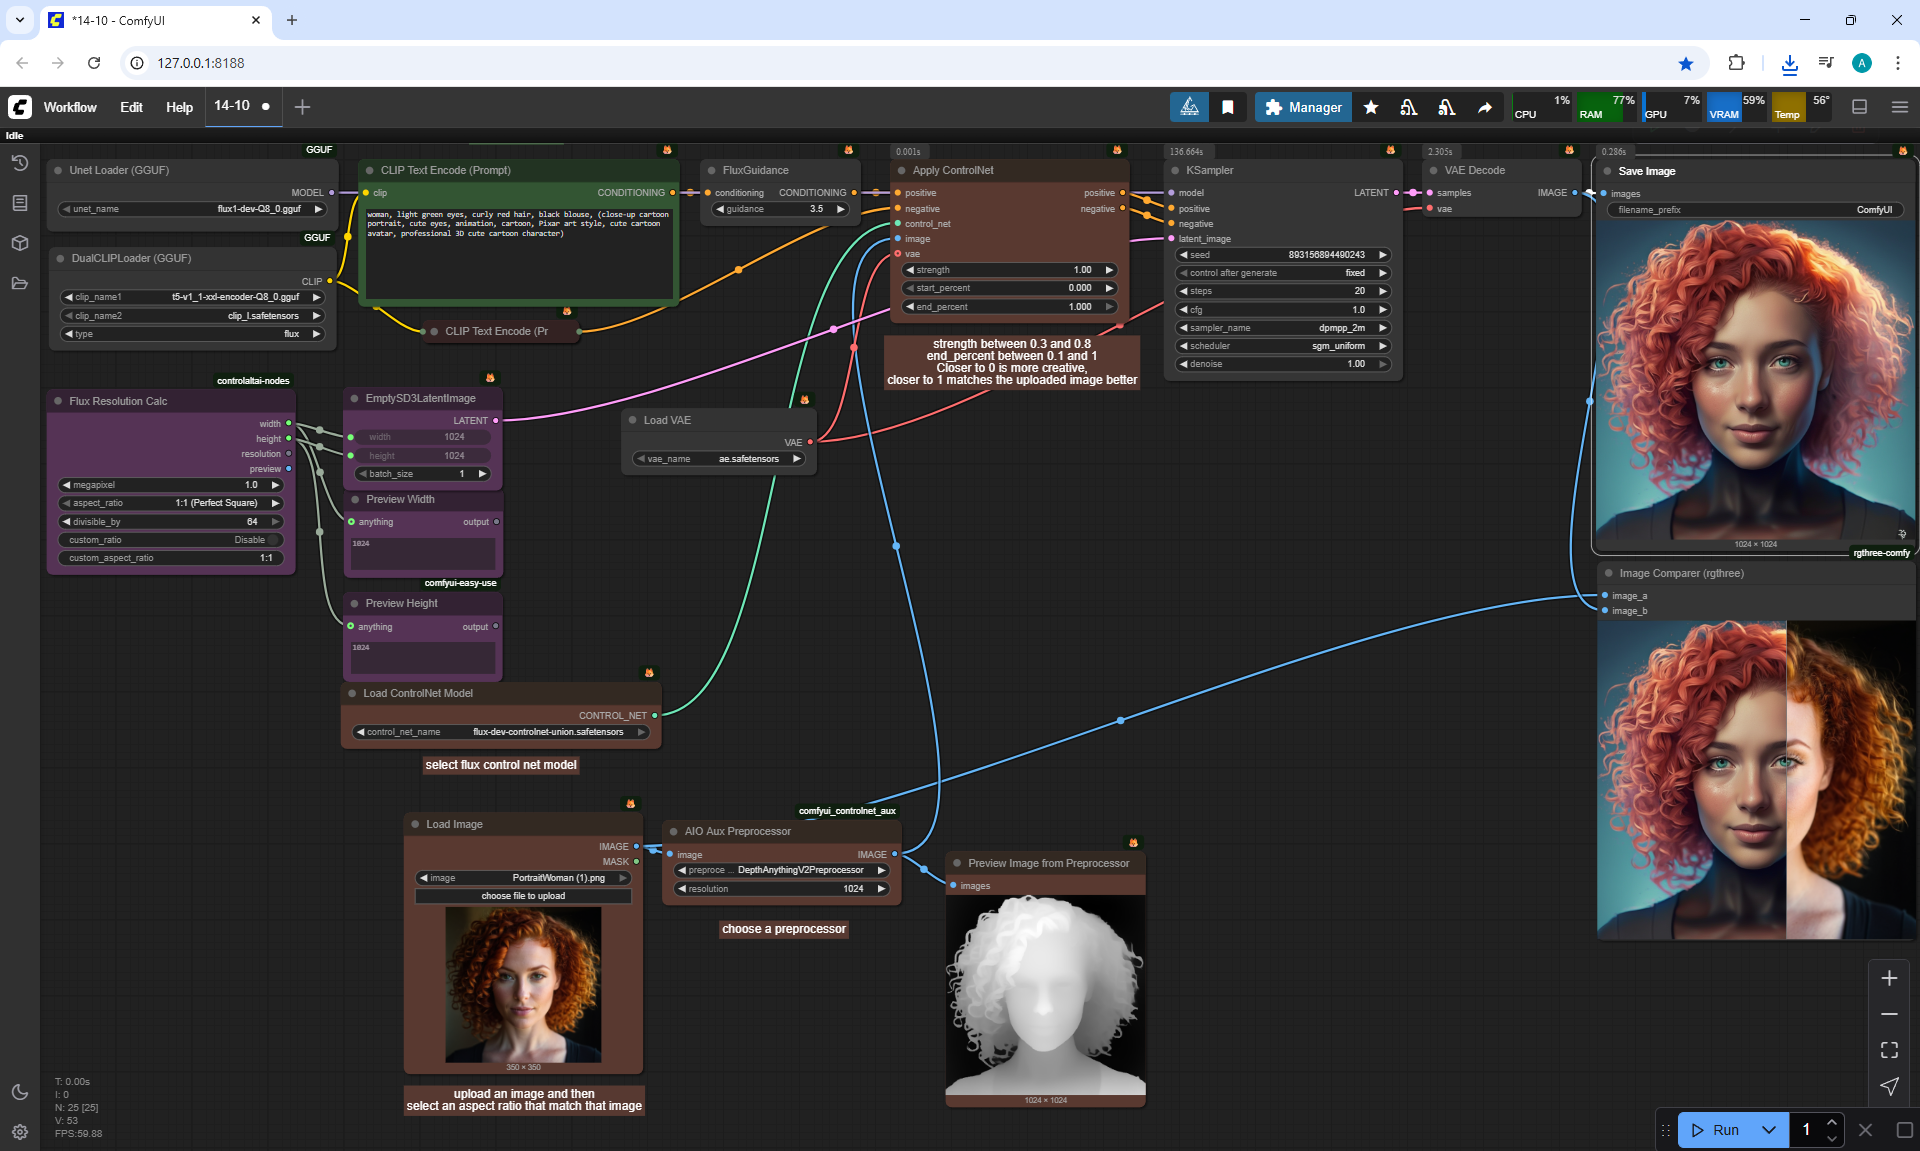 *14-10 - ComfyUI
127.0.0.1:8188
A
Workflow
Edit
Help
14-10
Manager
CPU
1%
RAM
77%
GPU
7%
VRAM
59%
Temp
56°
Idle
GGUF
Unet Loader (GGUF)
MODEL
unet_name
flux1-dev-Q8_0.gguf
GGUF
DualCLIPLoader (GGUF)
CLIP
clip_name1
t5-v1_1-xxl-encoder-Q8_0.gguf
clip_name2
clip_l.safetensors
type
flux
CLIP Text Encode (Prompt)
clip
CONDITIONING
woman, light green eyes, curly red hair, black blouse, (close-up cartoon
portrait, cute eyes, animation, cartoon, Pixar art style, cute cartoon
avatar, professional 3D cute cartoon character)
CLIP Text Encode (Pr
FluxGuidance
conditioning
CONDITIONING
guidance
3.5
0.001s
Apply ControlNet
positive
positive
negative
negative
control_net
image
vae
strength
1.00
start_percent
0.000
end_percent
1.000
strength between 0.3 and 0.8
end_percent between 0.1 and 1
Closer to 0 is more creative,
closer to 1 matches the uploaded image better
136.664s
KSampler
model
LATENT
positive
negative
latent_image
seed
893156894490243
control after generate
fixed
steps
20
cfg
1.0
sampler_name
dpmpp_2m
scheduler
sgm_uniform
denoise
1.00
2.305s
VAE Decode
samples
IMAGE
vae
0.286s
Save Image
images
filename_prefix
ComfyUI
1024 × 1024
controlaltai-nodes
Flux Resolution Calc
width
height
resolution
preview
megapixel
1.0
aspect_ratio
1:1 (Perfect Square)
divisible_by
64
custom_ratio
Disable
custom_aspect_ratio
1:1
EmptySD3LatentImage
LATENT
width
1024
height
1024
batch_size
1
Preview Width
anything
output
1024
comfyui-easy-use
Preview Height
anything
output
1024
Load VAE
VAE
vae_name
ae.safetensors
Load ControlNet Model
CONTROL_NET
control_net_name
flux-dev-controlnet-union.safetensors
select flux control net model
rgthree-comfy
Image Comparer (rgthree)
image_a
image_b
Load Image
IMAGE
MASK
image
PortraitWoman (1).png
choose file to upload
350 × 350
upload an image and then
select an aspect ratio that match that image
comfyui_controlnet_aux
AIO Aux Preprocessor
image
IMAGE
preproce ...
DepthAnythingV2Preprocessor
resolution
1024
choose a preprocessor
Preview Image from Preprocessor
images
1024 × 1024
T: 0.00s
I: 0
N: 25 [25]
V: 53
FPS:59.88
Run
1